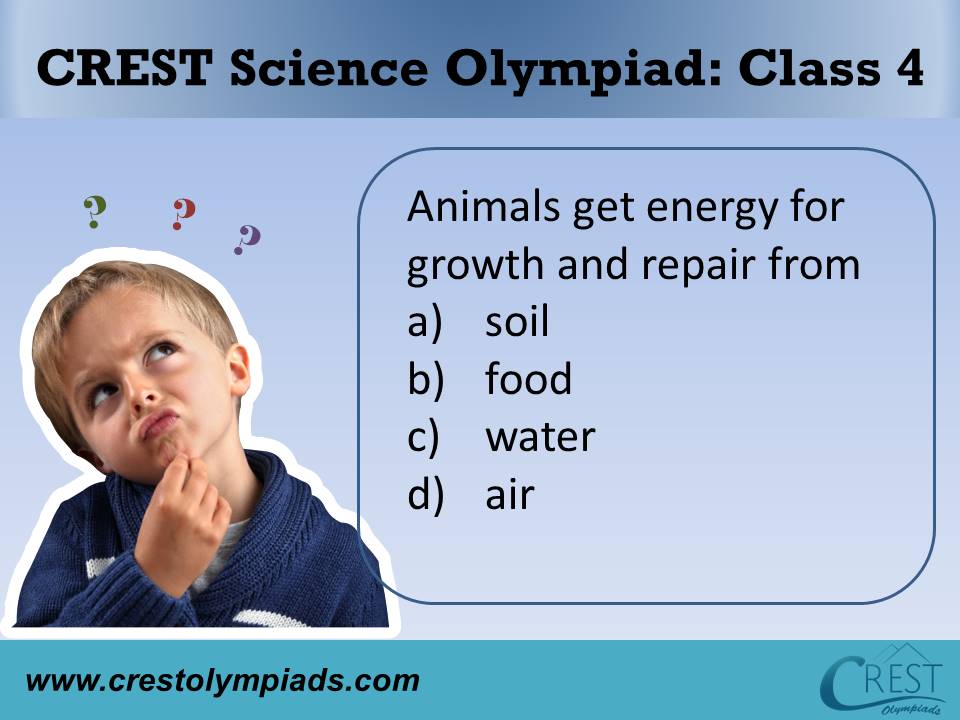 CREST Science Olympiad: Class 4
? ? ?
Animals get energy for
growth and repair from
a) soil
b) food
c) water
d) air
www.crestolympiads.com
CREST
Olympiads